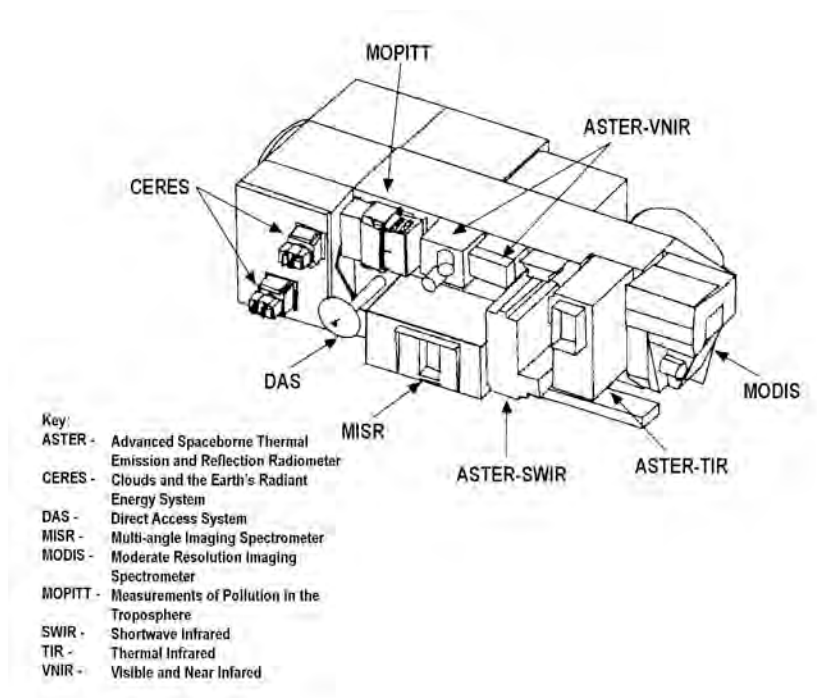 MOPITT
ASTER-VNIR
CERES
DAS
MODIS
MISR
ASTER-TIR
ASTER-SWIR
Key:
ASTER - Advanced Spaceborne Thermal
Emission and Reflection Radiometer
CERES - Clouds and the Earth's Radiant
Energy System
DAS - Direct Access System
MISR - Multi-angle Imaging Spectrometer
MODIS - Moderate Resolution Imaging
Spectrometer
MOPITT - Measurements of Pollution in the
Troposphere
SWIR - Shortwave Infrared
TIR - Thermal Infrared
VNIR - Visible and Near Infared